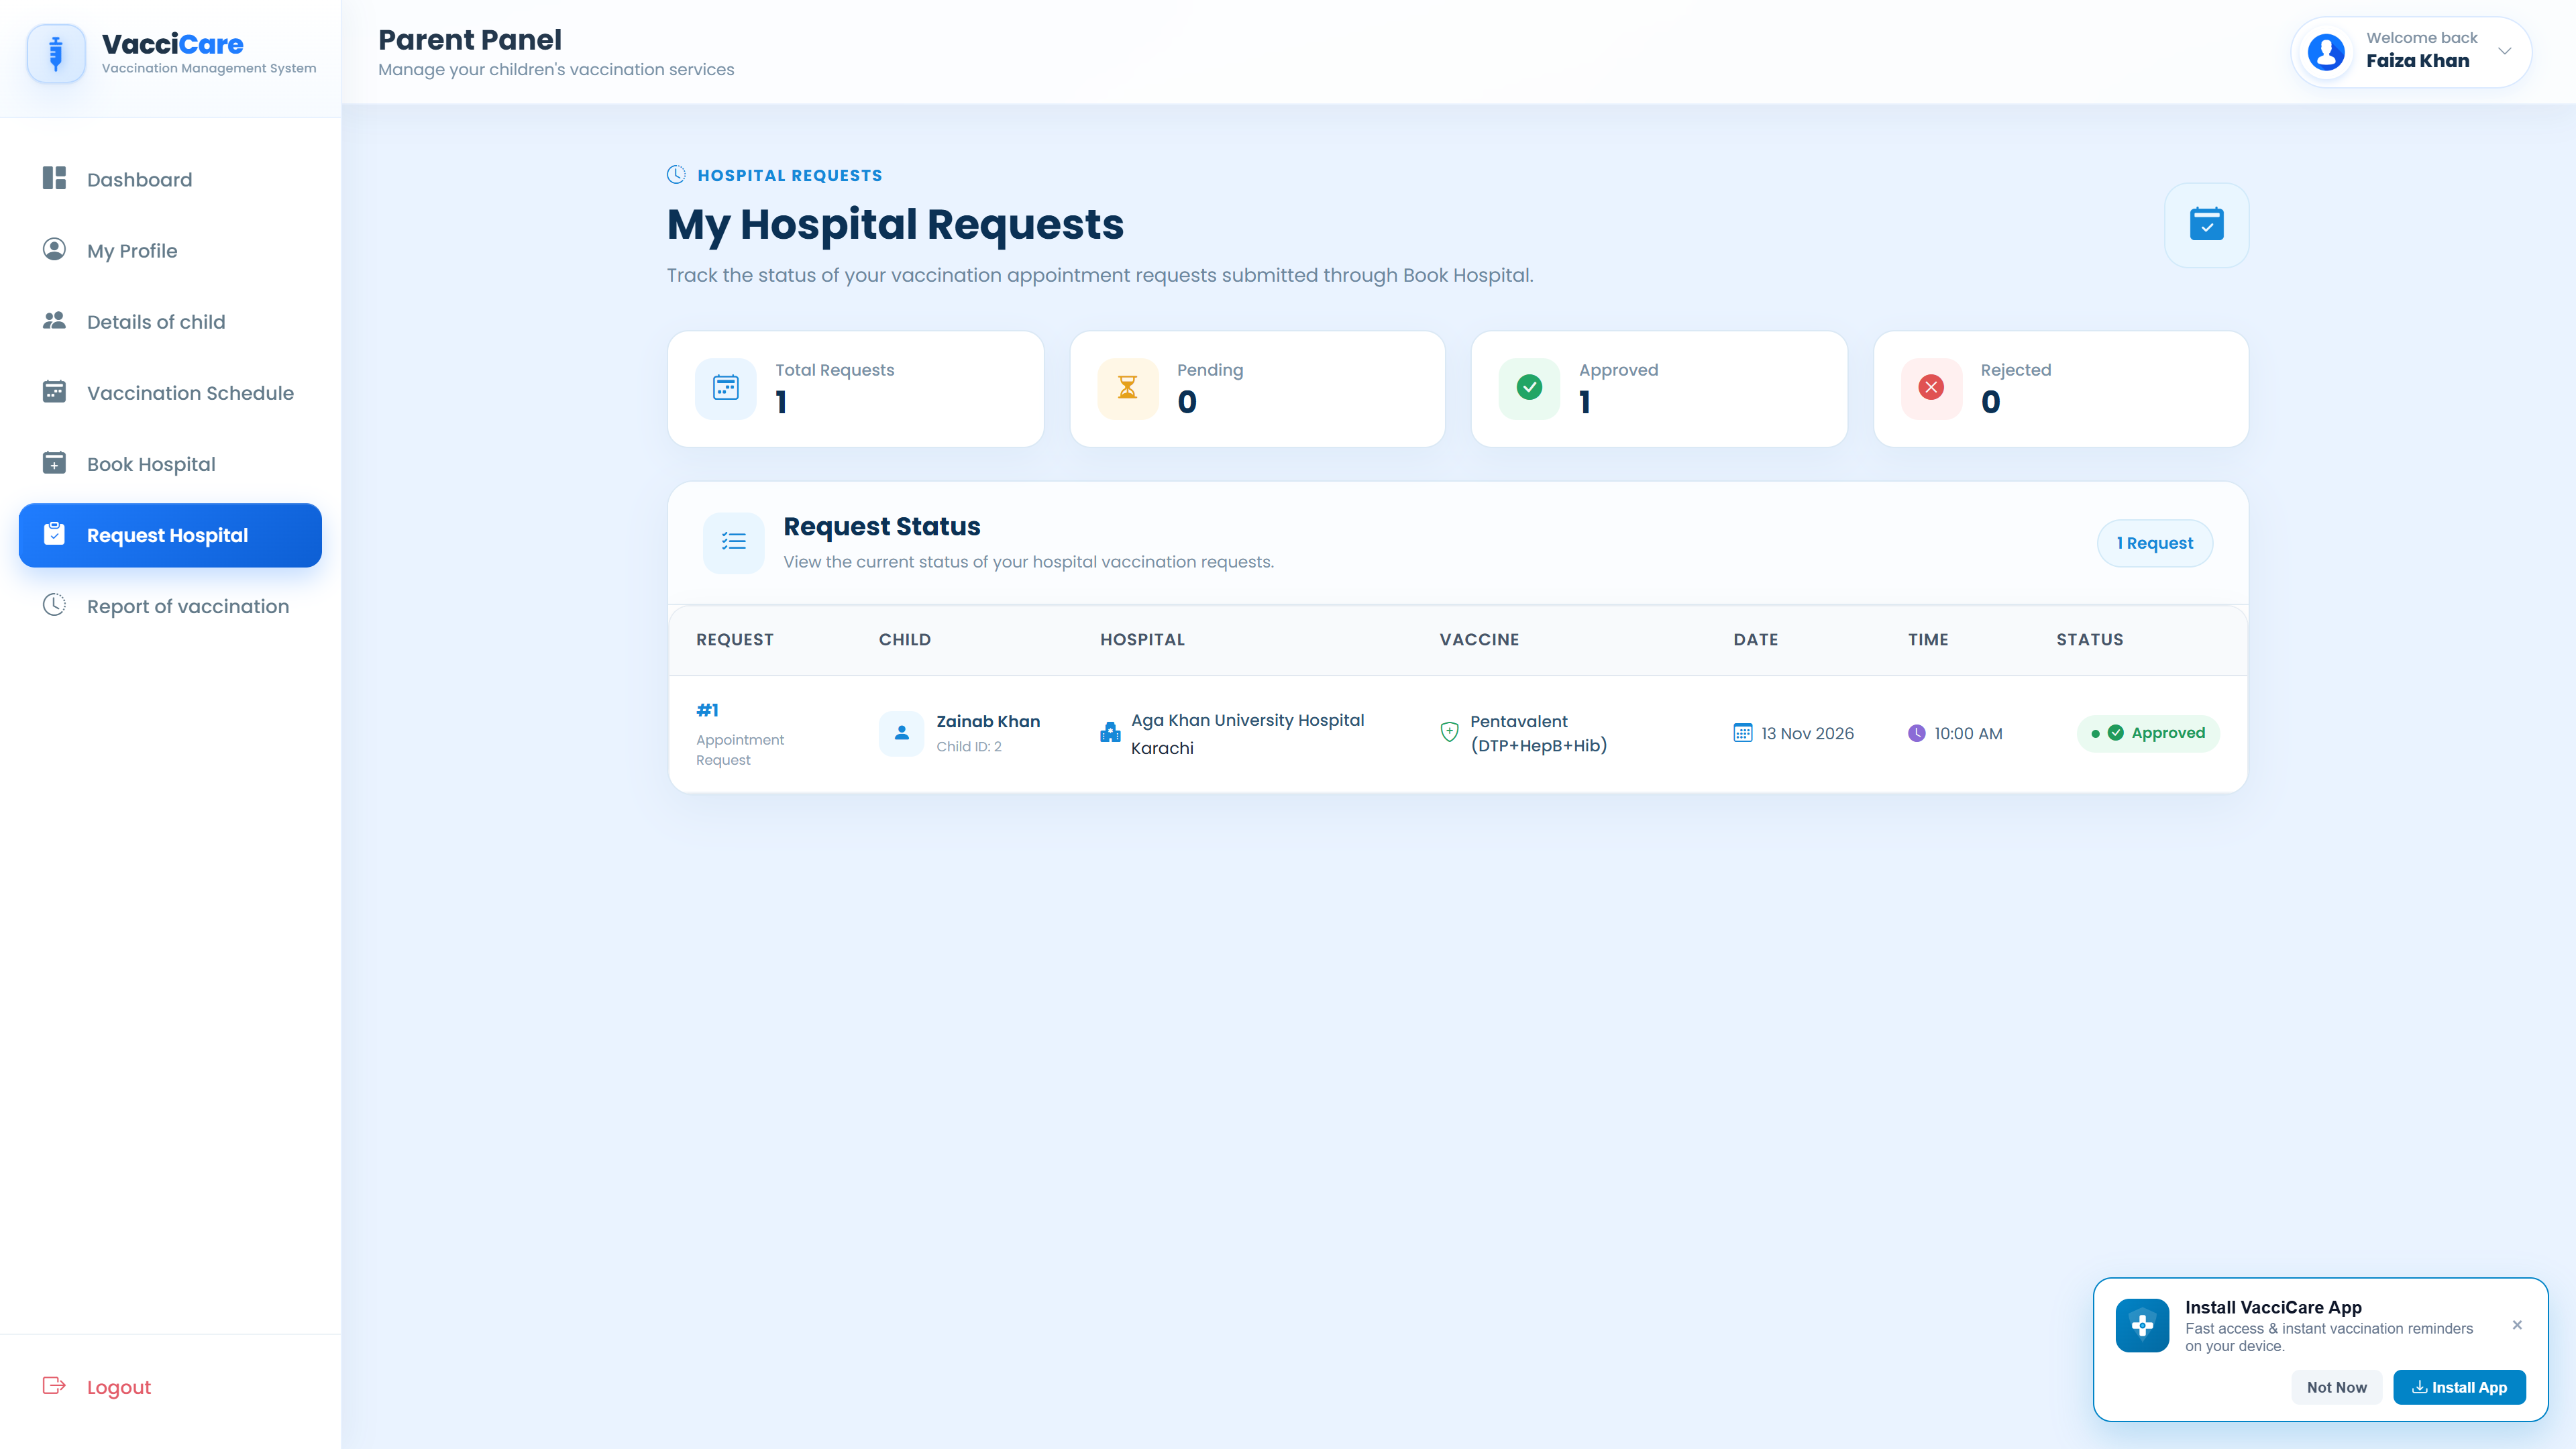 VacciCare
Vaccination Management System
Dashboard
My Profile
Details of child
Vaccination Schedule
Book Hospital
Request Hospital
Report of vaccination
Logout
Parent Panel
Manage your children's vaccination services
Welcome back
Faiza Khan
HOSPITAL REQUESTS
My Hospital Requests
Track the status of your vaccination appointment requests submitted through Book Hospital.
Total Requests
1
Pending
0
Approved
1
Rejected
0
Request Status
View the current status of your hospital vaccination requests.
1 Request
REQUEST CHILD HOSPITAL VACCINE DATE TIME STATUS
#1
Appointment
Request
Zainab Khan
Child ID: 2
Aga Khan University Hospital
Karachi
Pentavalent
(DTP+HepB+Hib)
13 Nov 2026
10:00 AM
Approved
Install VacciCare App
Fast access & instant vaccination reminders
on your device.
×
Not Now
Install App